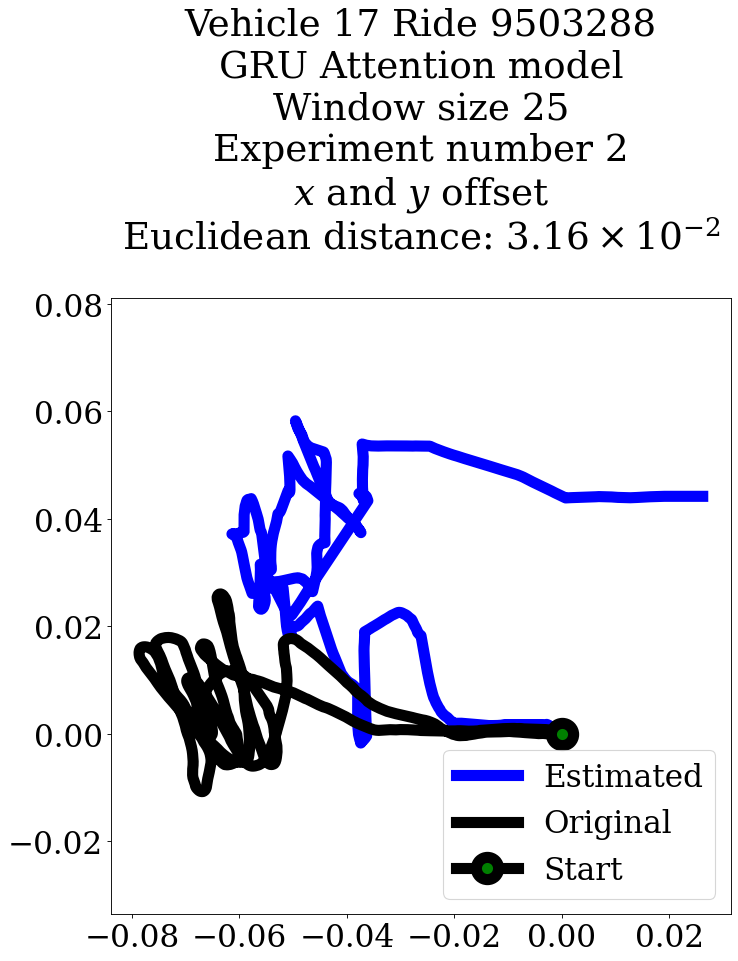 Vehicle 17 Ride 9503288
GRU Attention model
Window size 25
Experiment number 2
x and y offset
Euclidean distance: 3.16 × 10⁻²
0.08
0.06
0.04
0.02
0.00
−0.02
Estimated
Original
Start
−0.08 −0.06 −0.04 −0.02 0.00 0.02